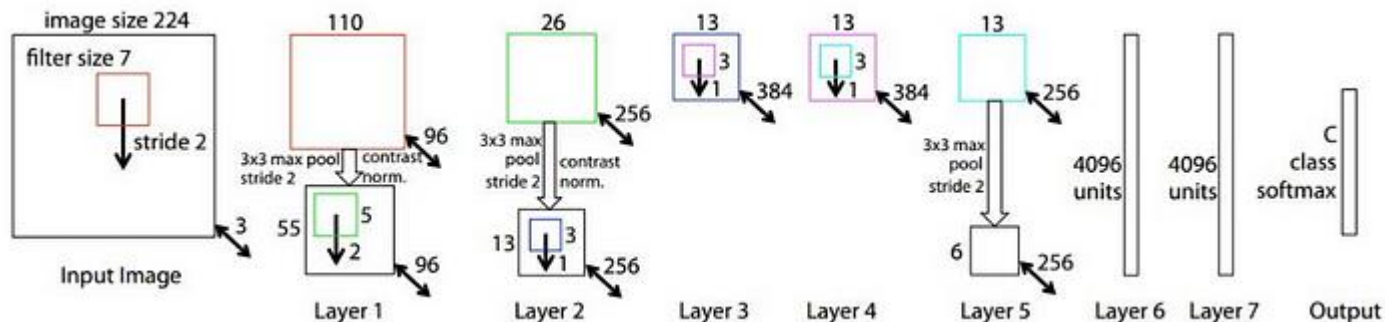 image size 224
filter size 7
stride 2
3
Input Image
110
96
3x3 max pool
stride 2
contrast
norm.
55
5
2
96
Layer 1
26
256
3x3 max
pool
stride 2
contrast
norm.
13
3
1
256
Layer 2
13
3
1
384
Layer 3
13
3
1
384
Layer 4
13
256
3x3 max
pool
stride 2
6
256
Layer 5
4096
units
Layer 6
4096
units
Layer 7
C
class
softmax
Output